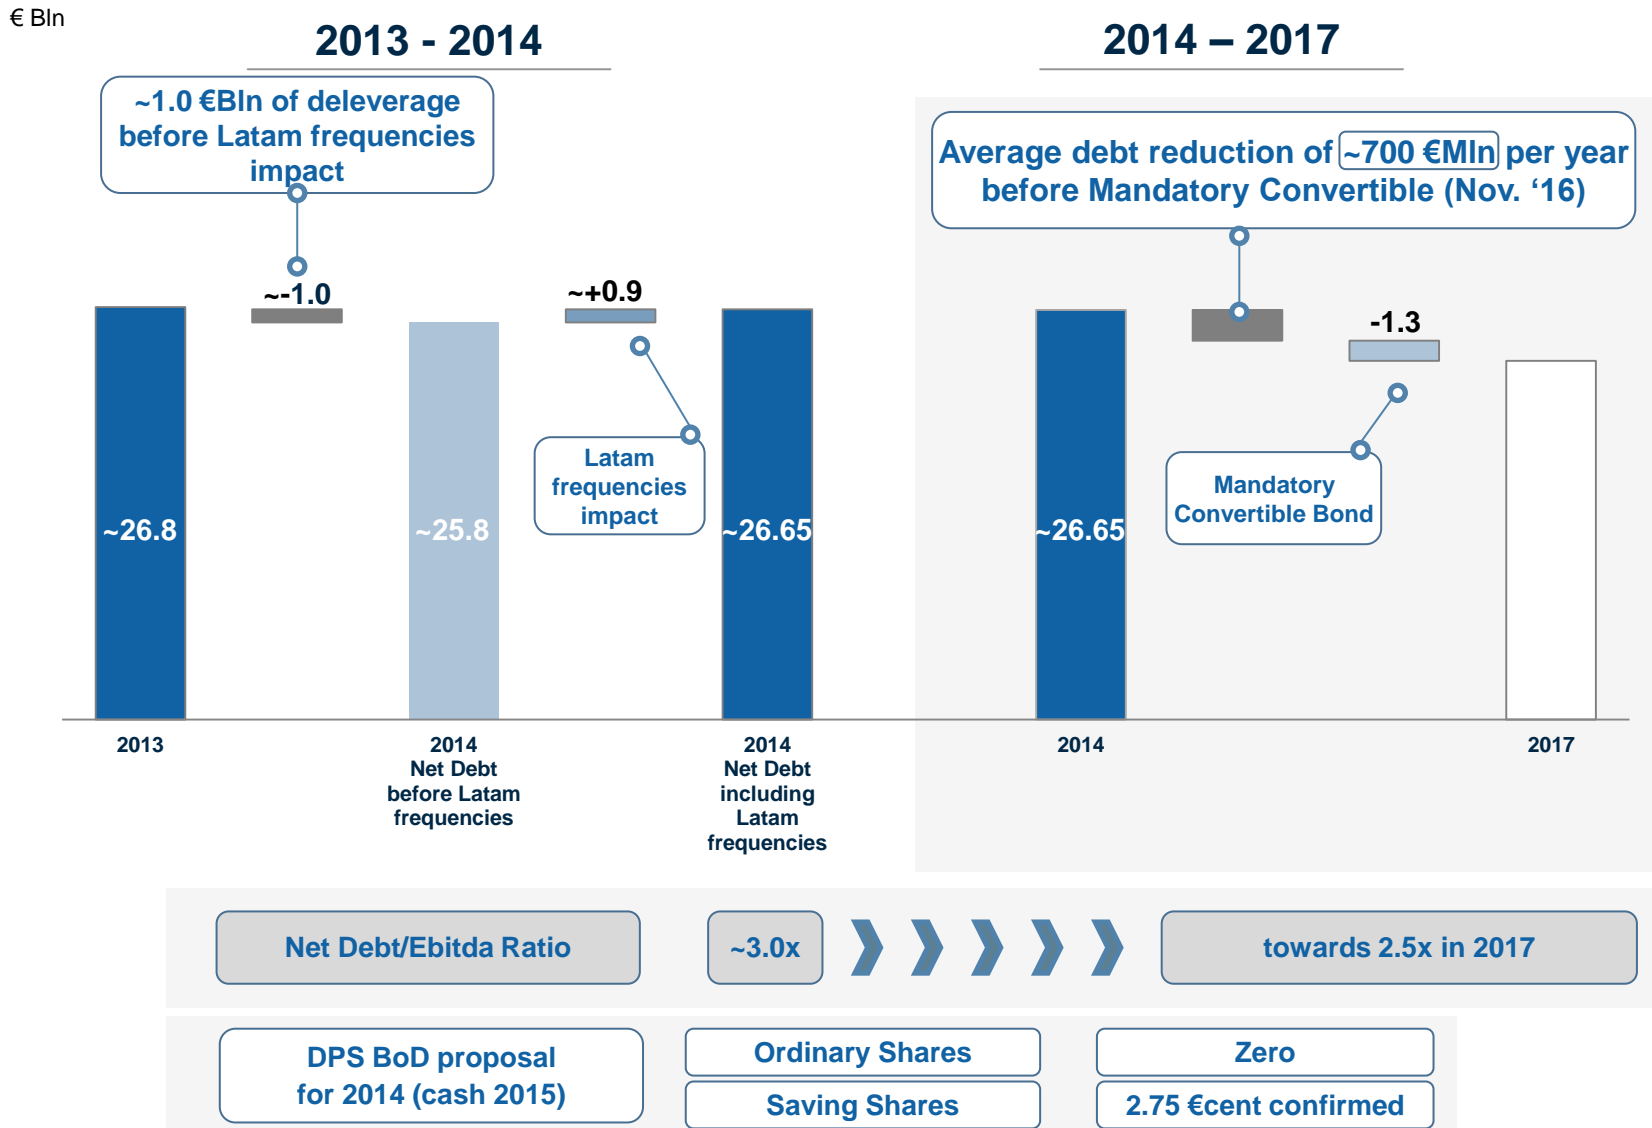 € Bln
2013 - 2014
~1.0 €Bln of deleverage
before Latam frequencies
impact
~-1.0
~+0.9
Latam
frequencies
impact
~26.8
~25.8
~26.65
2013
2014
Net Debt
before Latam
frequencies
2014
Net Debt
including
Latam
frequencies
2014 – 2017
Average debt reduction of ~700 €Mln per year
before Mandatory Convertible (Nov. ‘16)
-1.3
Mandatory
Convertible Bond
~26.65
2014
2017
Net Debt/Ebitda Ratio
~3.0x
towards 2.5x in 2017
DPS BoD proposal
for 2014 (cash 2015)
Ordinary Shares
Zero
Saving Shares
2.75 €cent confirmed